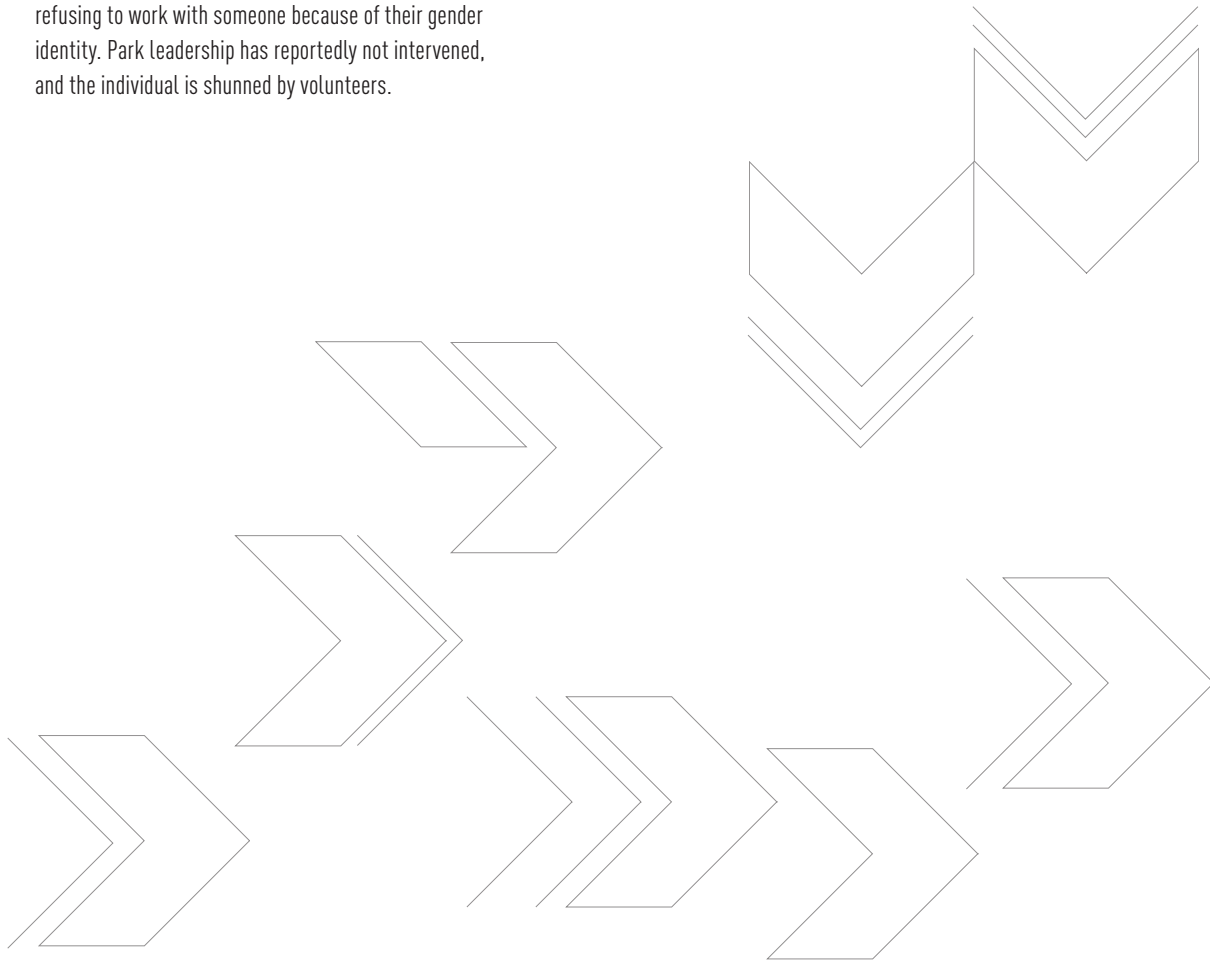 refusing to work with someone because of their gender
identity. Park leadership has reportedly not intervened,
and the individual is shunned by volunteers.